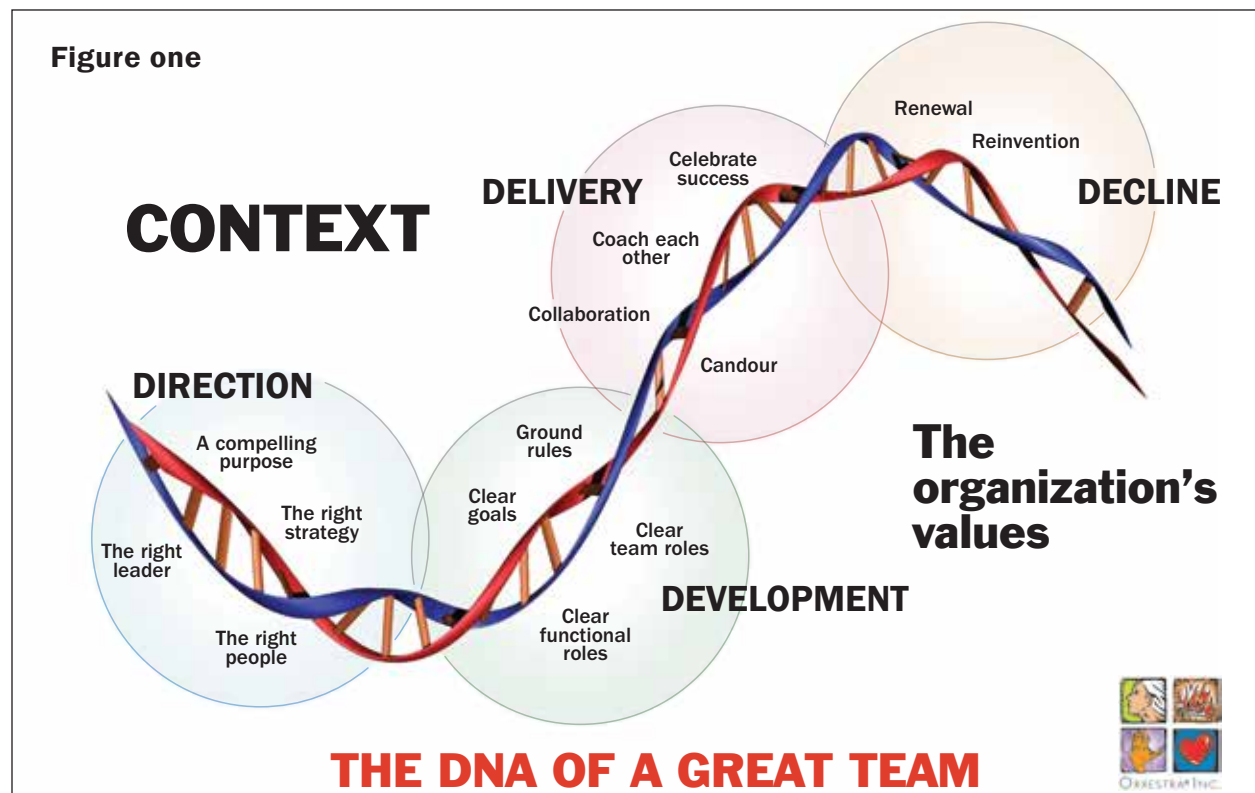 Figure one
CONTEXT
DIRECTION
A compelling
purpose
The right
strategy
The right
leader
The right
people
Ground
rules
Clear
goals
Clear
team roles
DEVELOPMENT
Clear
functional
roles
DELIVERY
Celebrate
success
Coach each
other
Collaboration
Candour
Renewal
Reinvention
DECLINE
The
organization's
values
THE DNA OF A GREAT TEAM
ORKESTRA INC.